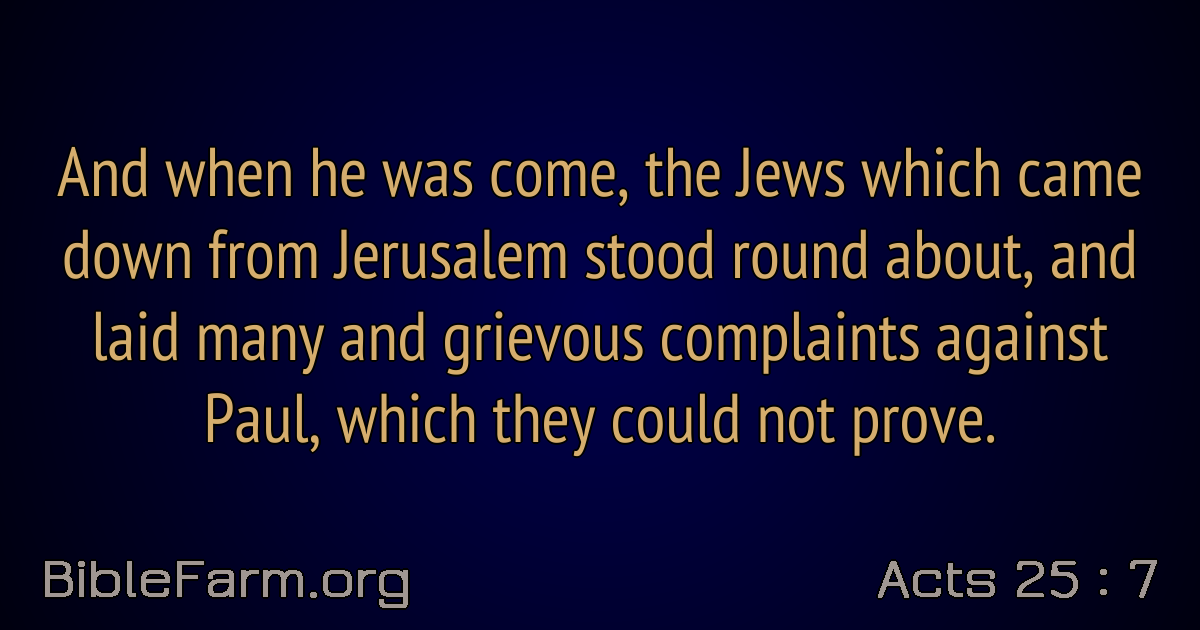 And when he was come, the Jews which came
down from Jerusalem stood round about, and
laid many and grievous complaints against
Paul, which they could not prove.
BibleFarm.org
Acts 25 : 7